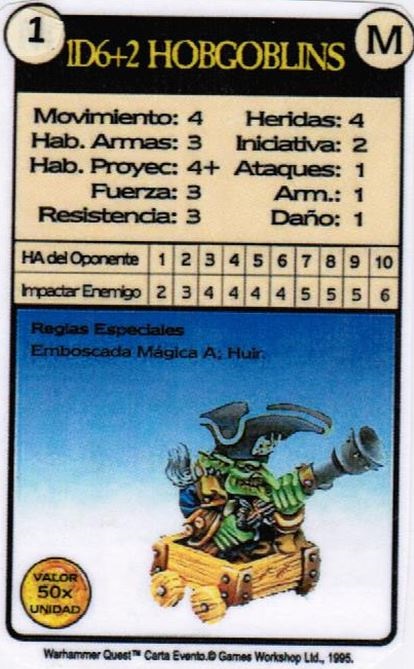 1
M
1D6+2 HOBGOBLINS
Movimiento: 4 Heridas: 4
Hab. Armas: 3 Iniciativa: 2
Hab. Proyec: 4+ Ataques: 1
Fuerza: 3 Arm.: 1
Resistencia: 3 Daño: 1
HA del Oponente 1 2 3 4 5 6 7 8 9 10
Impactar Enemigo 2 3 4 4 4 4 5 5 5 6
Reglas Especiales
Emboscada Mágica A; Huir.
VALOR
50x
UNIDAD
Warhammer Quest™ Carta Evento.© Games Workshop Ltd., 1995.